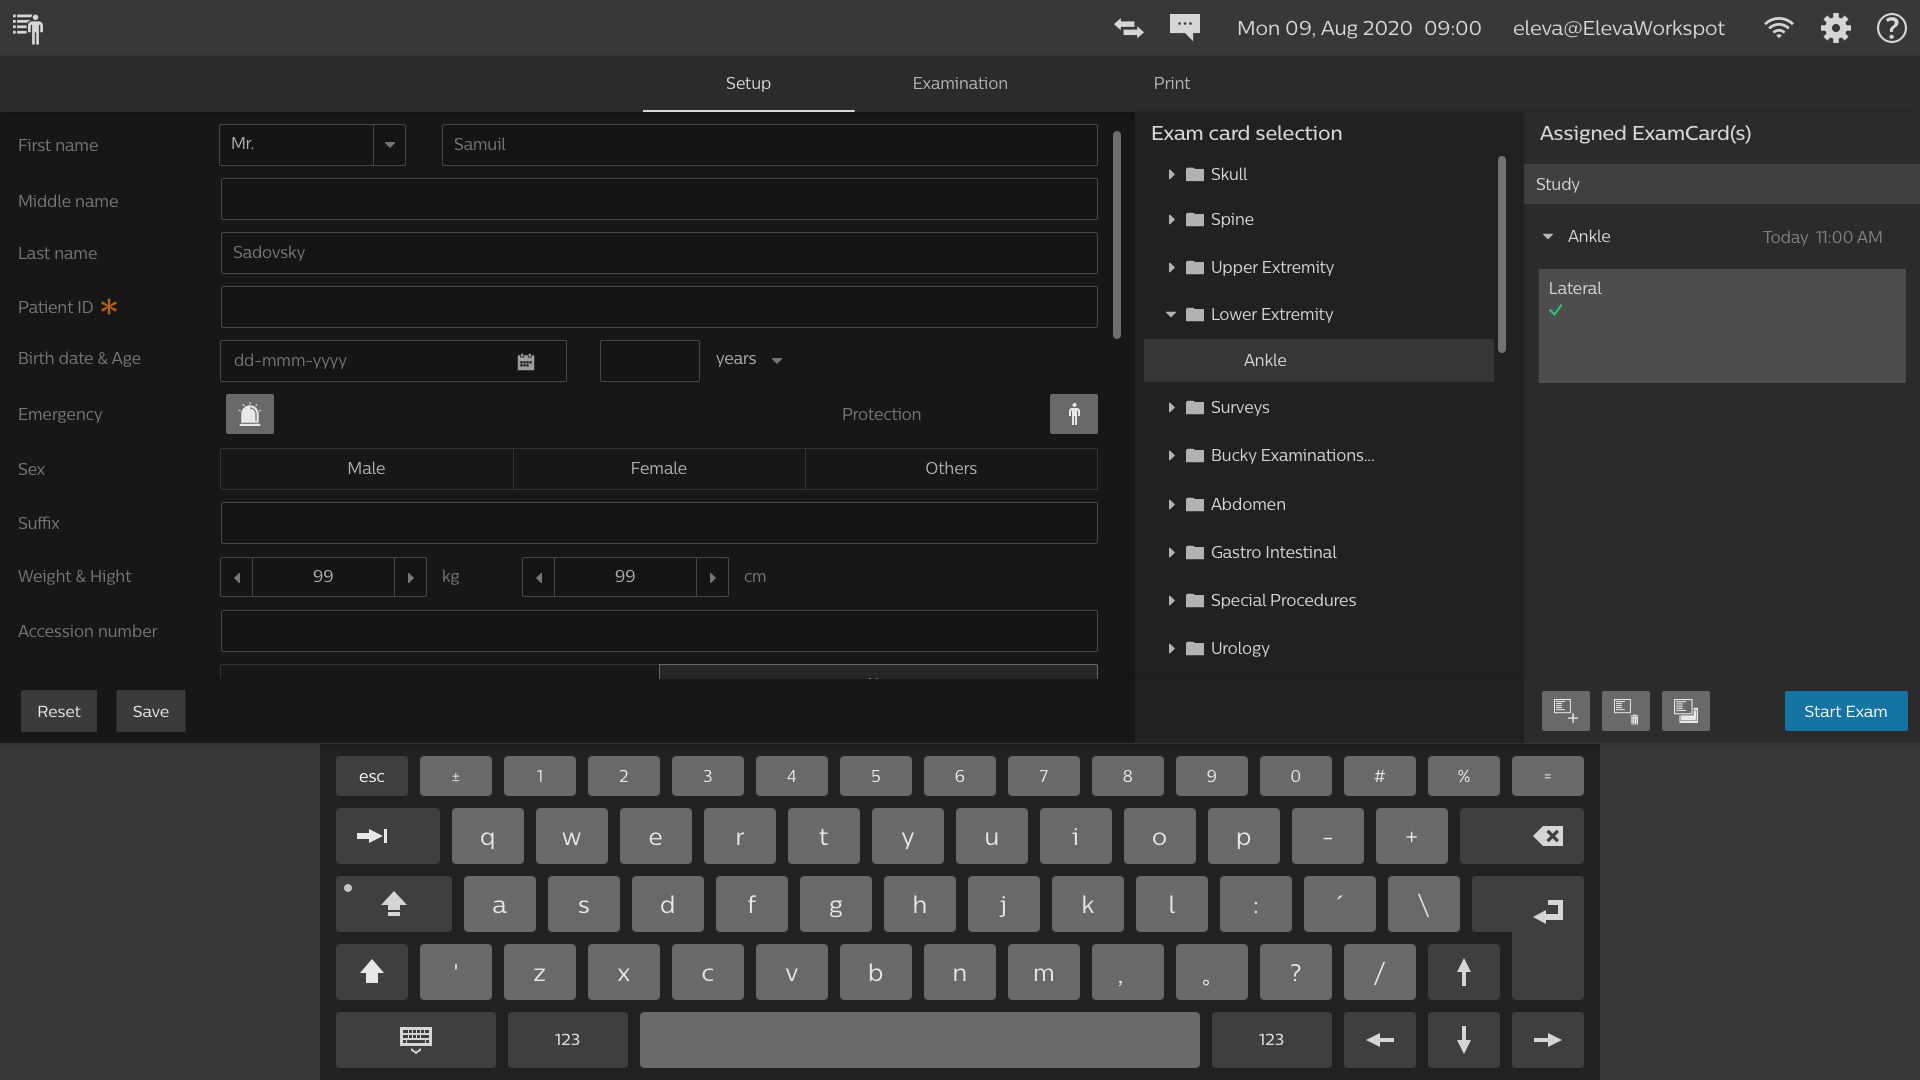 Mon 09, Aug 2020 09:00 eleva@ElevaWorkspot
Setup Examination Print
First name Mr. Samuil
Middle name
Last name Sadovsky
Patient ID *
Birth date & Age dd-mmm-yyyy years
Emergency Protection
Sex Male Female Others
Suffix
Weight & Hight 99 kg 99 cm
Accession number
Reset Save
Exam card selection
Skull
Spine
Upper Extremity
Lower Extremity
Ankle
Surveys
Bucky Examinations...
Abdomen
Gastro Intestinal
Special Procedures
Urology
Assigned ExamCard(s)
Study
Ankle Today 11:00 AM
Lateral
Start Exam
esc ± 1 2 3 4 5 6 7 8 9 0 # % =
q w e r t y u i o p - +
a s d f g h j k l : ´ \
' z x c v b n m , 。 ? /
123 123